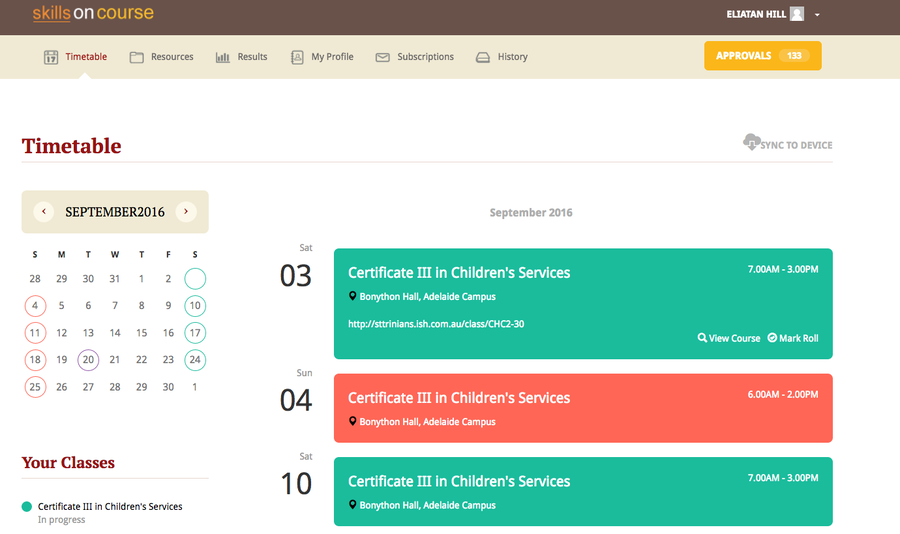 skills on course
ELIATAN HILL
Timetable
Resources
Results
My Profile
Subscriptions
History
APPROVALS 133
Timetable
SYNC TO DEVICE
SEPTEMBER2016
S M T W T F S
28 29 30 31 1 2
4 5 6 7 8 9 10
11 12 13 14 15 16 17
18 19 20 21 22 23 24
25 26 27 28 29 30 1
Your Classes
Certificate III in Children's Services
In progress
September 2016
Sat
03
Certificate III in Children's Services
7.00AM - 3.00PM
Bonython Hall, Adelaide Campus
http://sttrinians.ish.com.au/class/CHC2-30
View Course
Mark Roll
Sun
04
Certificate III in Children's Services
6.00AM - 2.00PM
Bonython Hall, Adelaide Campus
Sat
10
Certificate III in Children's Services
7.00AM - 3.00PM
Bonython Hall, Adelaide Campus